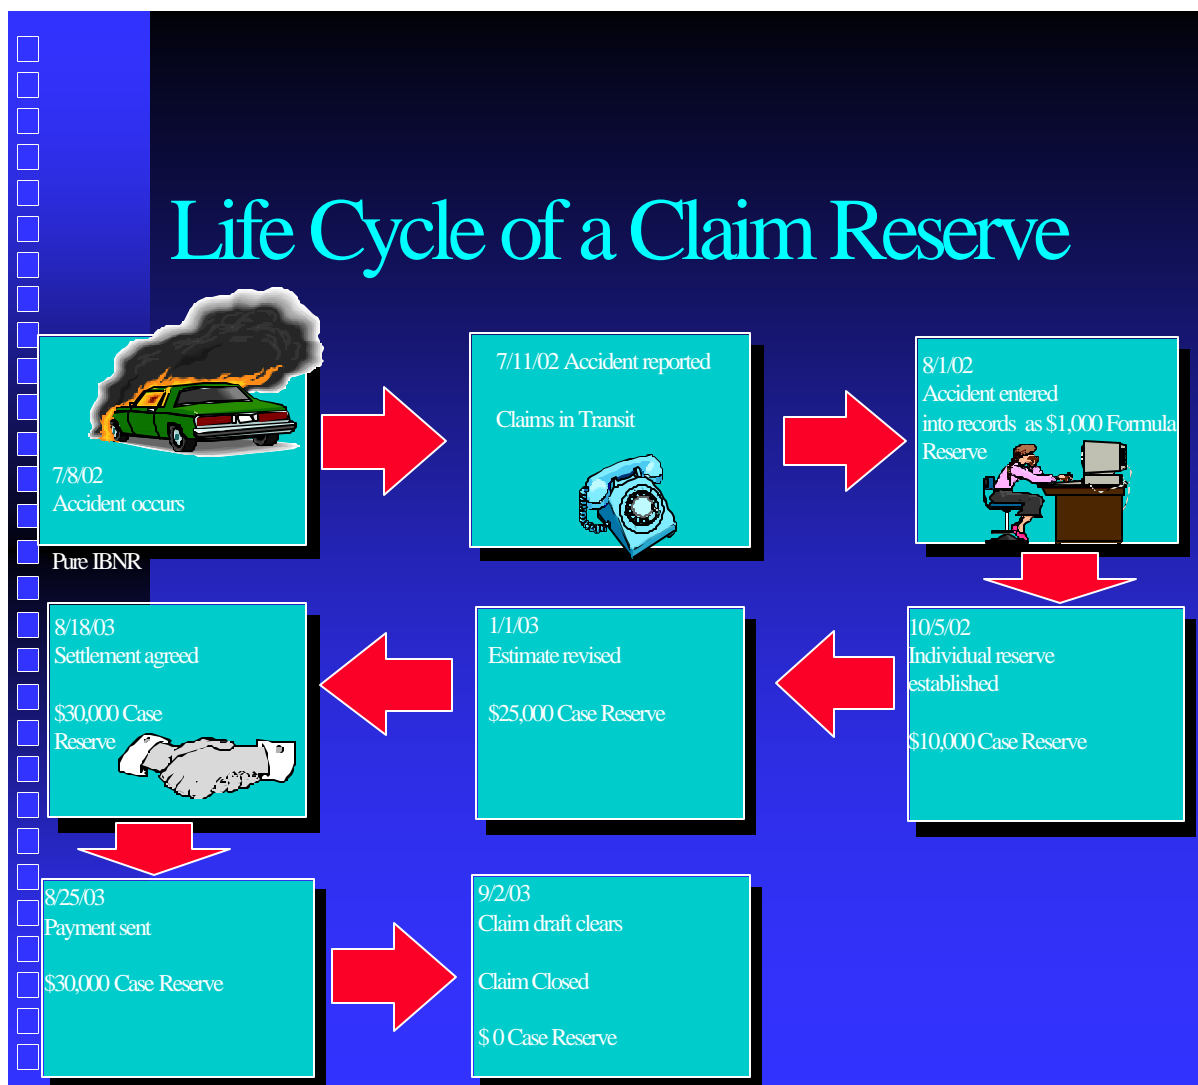 Life Cycle of a Claim Reserve
7/8/02
Accident occurs
Pure IBNR
7/11/02 Accident reported
Claims in Transit
8/1/02
Accident entered
into records as $1,000 Formula
Reserve
10/5/02
Individual reserve
established
$10,000 Case Reserve
1/1/03
Estimate revised
$25,000 Case Reserve
8/18/03
Settlement agreed
$30,000 Case
Reserve
8/25/03
Payment sent
$30,000 Case Reserve
9/2/03
Claim draft clears
Claim Closed
$ 0 Case Reserve